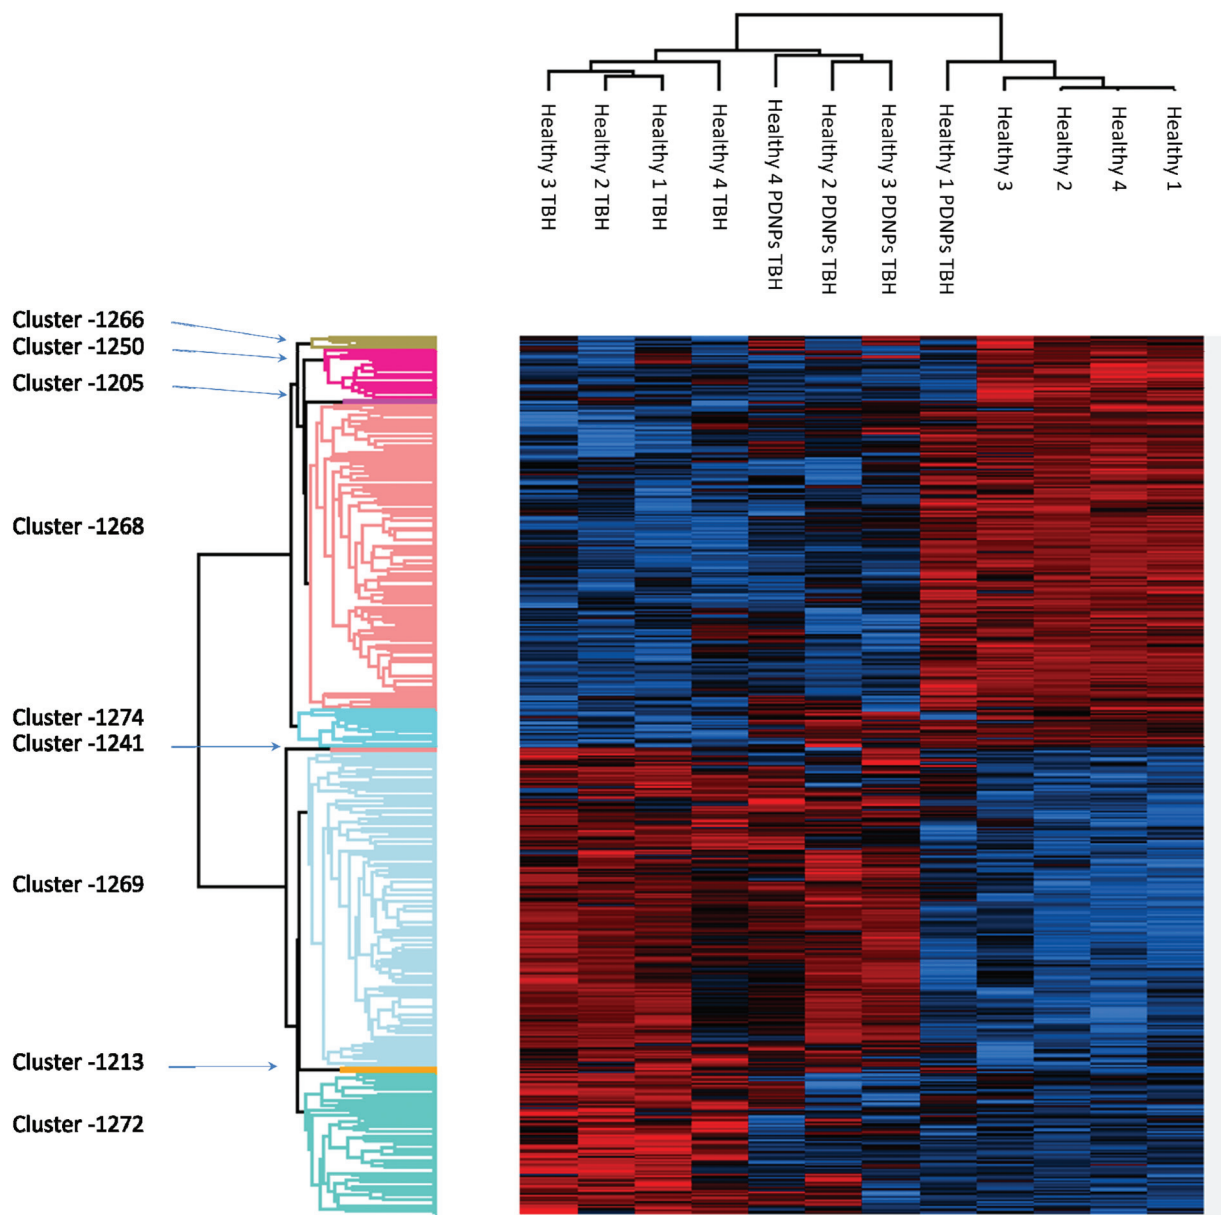 Healthy 3 TBH
Healthy 2 TBH
Healthy 1 TBH
Healthy 4 TBH
Healthy 4 PDNPs TBH
Healthy 2 PDNPs TBH
Healthy 3 PDNPs TBH
Healthy 1 PDNPs TBH
Healthy 3
Healthy 2
Healthy 4
Healthy 1
Cluster -1266
Cluster -1250
Cluster -1205
Cluster -1268
Cluster -1274
Cluster -1241
Cluster -1269
Cluster -1213
Cluster -1272